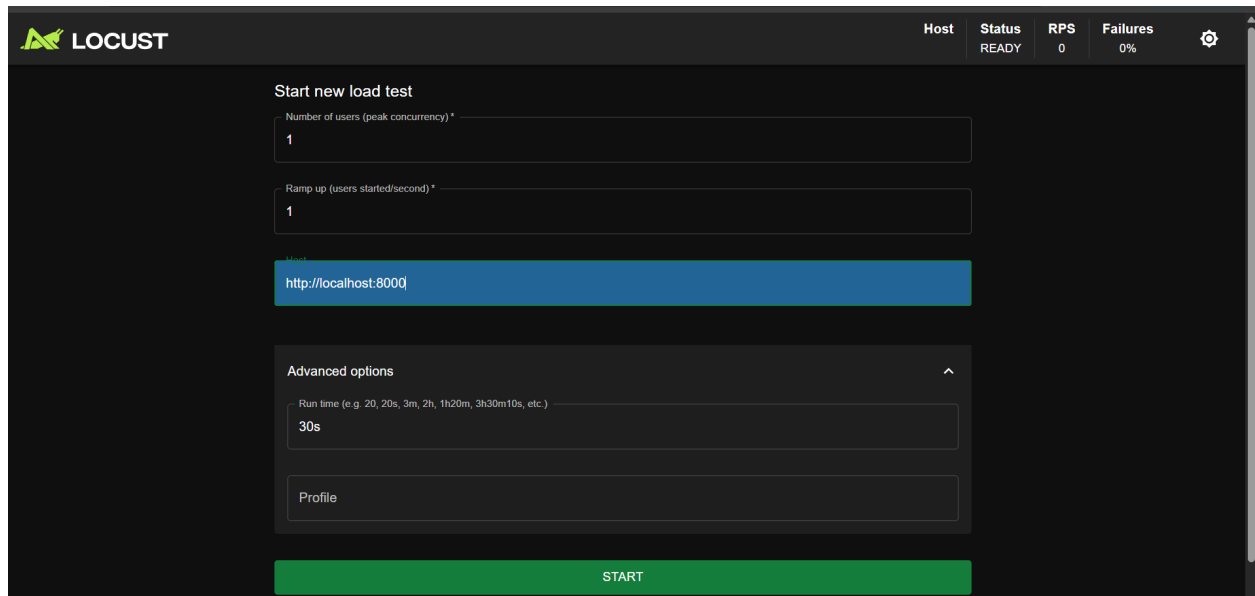 LOCUST
Host Status RPS Failures
READY 0 0%
Start new load test
Number of users (peak concurrency) *
1
Ramp up (users started/second) *
1
Host
http://localhost:8000
Advanced options
Run time (e.g. 20, 20s, 3m, 2h, 1h20m, 3h30m10s, etc.)
30s
Profile
START